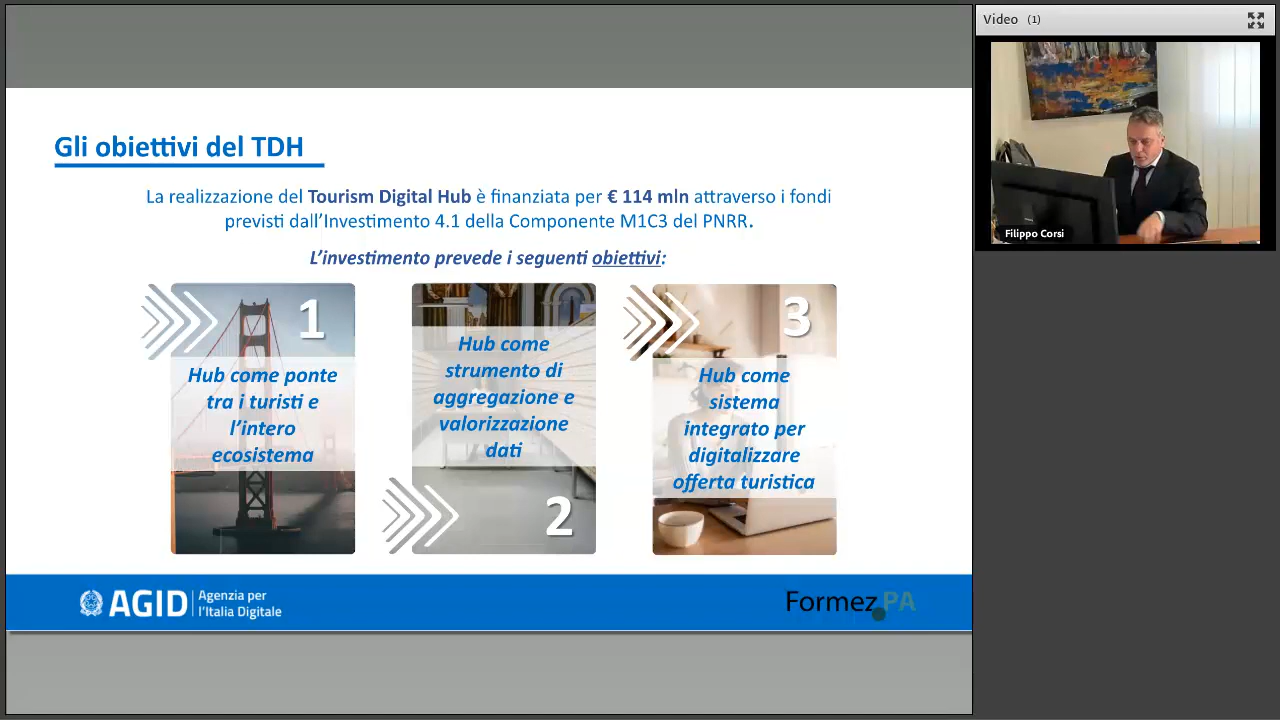 Gli obiettivi del TDH
La realizzazione del Tourism Digital Hub è finanziata per € 114 mln attraverso i fondi
previsti dall'Investimento 4.1 della Componente M1C3 del PNRR.
L'investimento prevede i seguenti obiettivi:
1
Hub come ponte
tra i turisti e
l'intero
ecosistema
Hub come
strumento di
aggregazione e
valorizzazione
dati
2
3
Hub come
sistema
integrato per
digitalizzare
offerta turistica
AGID
Agenzia per
l'Italia Digitale
Formez PA
Video (1)
Filippo Corsi